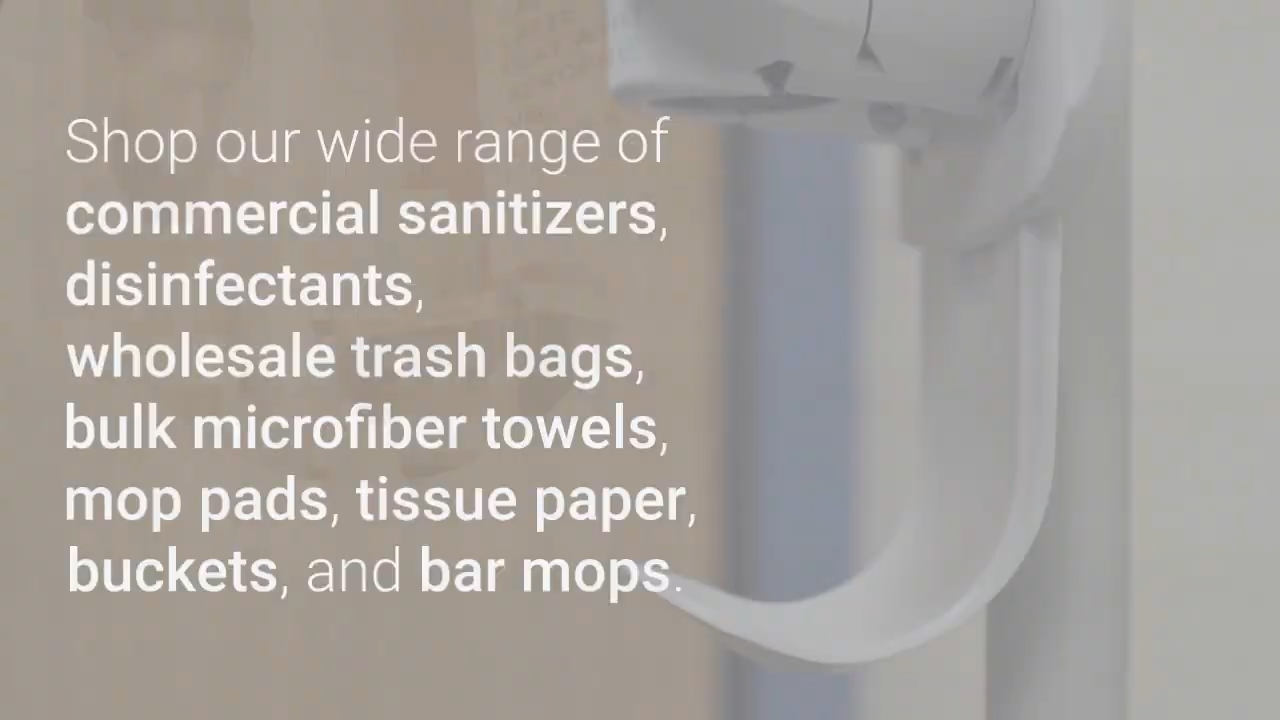 Shop our wide range of
commercial sanitizers,
disinfectants,
wholesale trash bags,
bulk microfiber towels,
mop pads, tissue paper,
buckets, and bar mops.